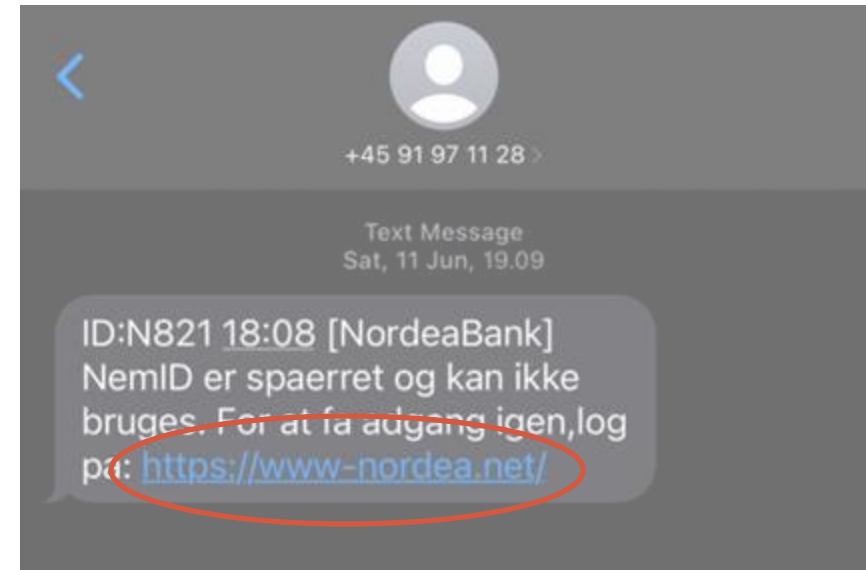 +45 91 97 11 28 >
Text Message
Sat, 11 Jun, 19.09
ID:N821 18:08 [NordeaBank]
NemID er spaerret og kan ikke
bruges. For at fa adgang igen,log
pa: https://www-nordea.net/